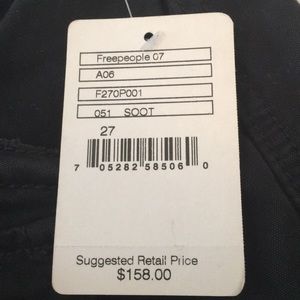 Freepeople 07
A06
F270P001
051 SOOT
27
7 05282 58506 0
Suggested Retail Price
$158.00